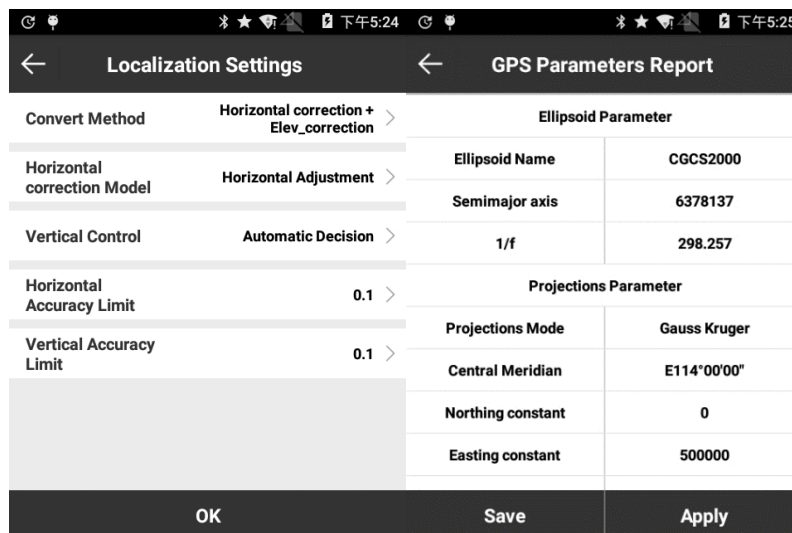 下午5:24
Localization Settings
Convert Method
Horizontal correction +
Elev_correction
Horizontal
correction Model
Horizontal Adjustment
Vertical Control
Automatic Decision
Horizontal
Accuracy Limit
0.1
Vertical Accuracy
Limit
0.1
OK
下午5:25
GPS Parameters Report
Ellipsoid Parameter
Ellipsoid Name
CGCS2000
Semimajor axis
6378137
1/f
298.257
Projections Parameter
Projections Mode
Gauss Kruger
Central Meridian
E114°00'00"
Northing constant
0
Easting constant
500000
Save
Apply